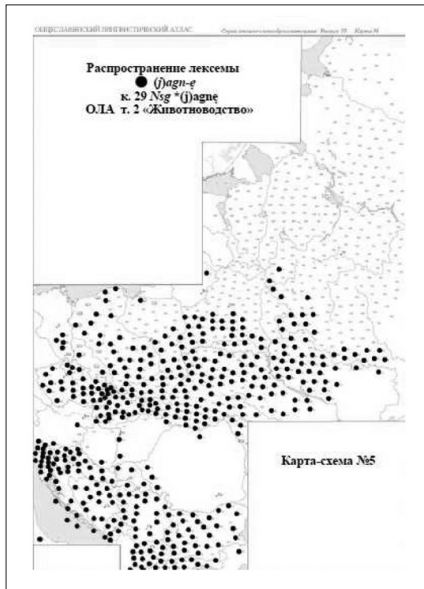 ОБЩЕСЛАВЯНСКИЙ ЛИНГВИСТИЧЕСКИЙ АТЛАС
Распространение лексемы
(j)agn-ę
к. 29 Nsg *(j)agnę
ОЛА т. 2 «Животноводство»
Карта-схема №5